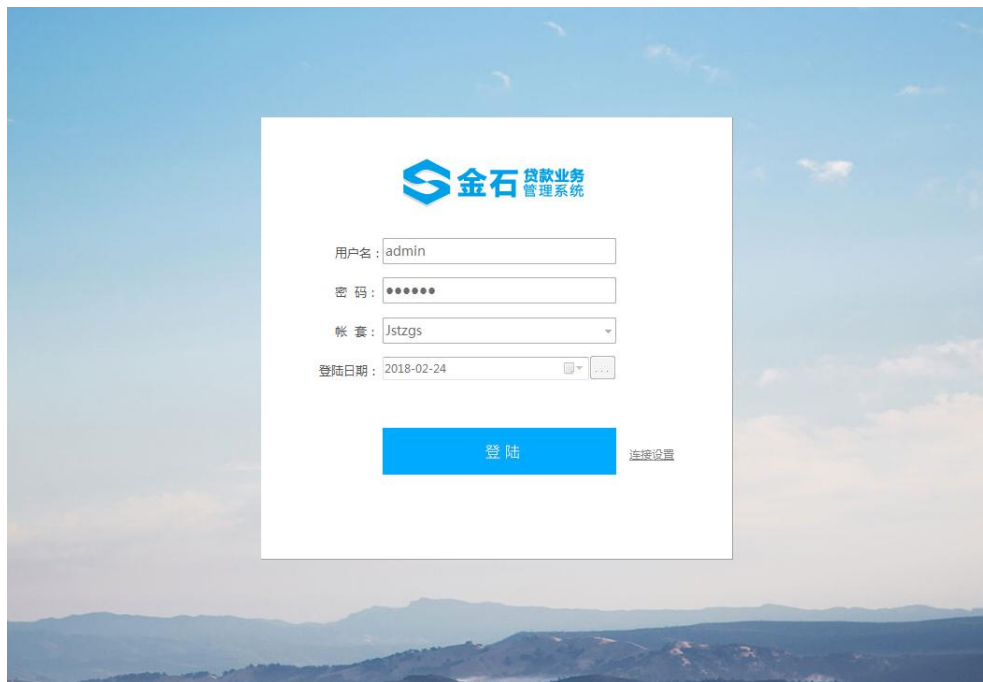 金石 贷款业务
管理系统
用户名：admin
密 码：●●●●●●
帐 套：Jstzgs
登陆日期：2018-02-24 ...
登 陆
连接设置